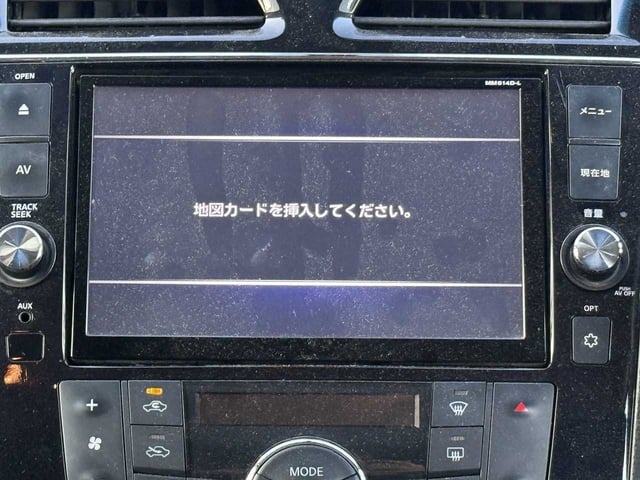 OPEN
MM614D-L
メニュー
AV
現在地
TRACK
SEEK
音量
地図カードを挿入してください。
PUSH
AV OFF
AUX
OPT
MODE